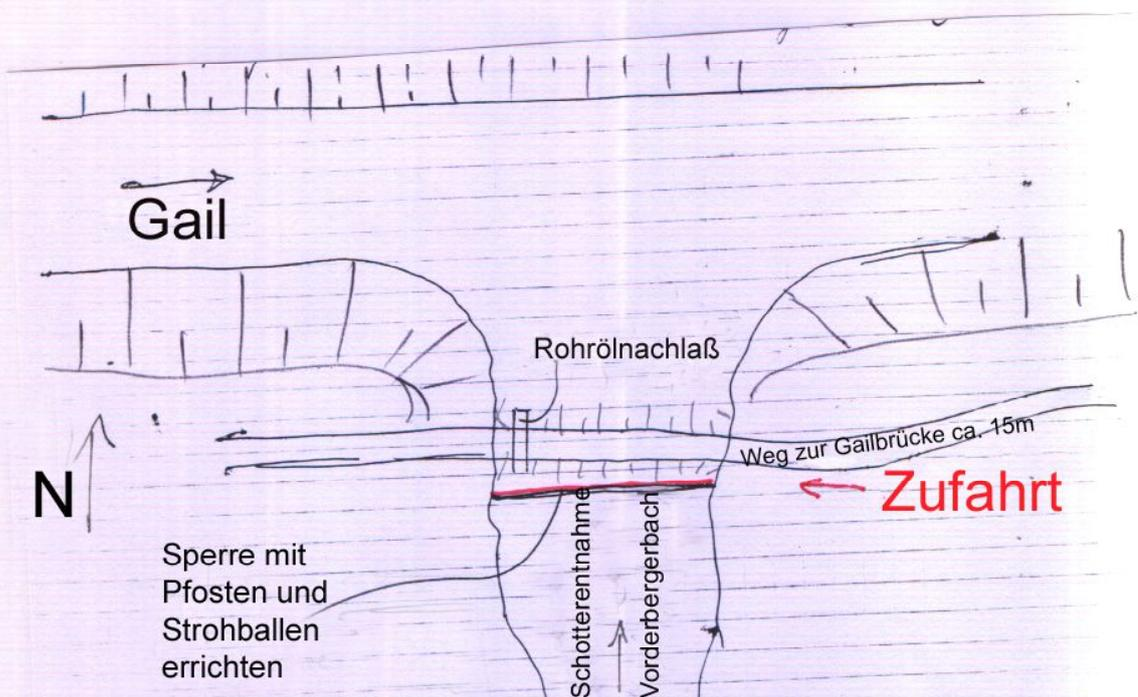 Gail
Rohrölnachlaß
Weg zur Gailbrücke ca. 15m
N
Zufahrt
Sperre mit
Pfosten und
Strohballen
errichten
Schotterentnahme
Vorderbergerbach